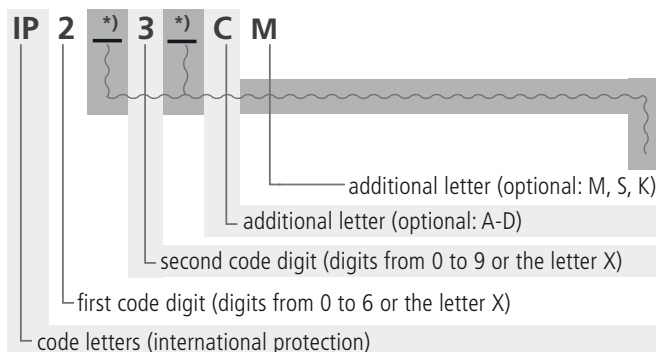 IP 2 *) 3 *) C M
additional letter (optional: M, S, K)
additional letter (optional: A-D)
second code digit (digits from 0 to 9 or the letter X)
first code digit (digits from 0 to 6 or the letter X)
code letters (international protection)